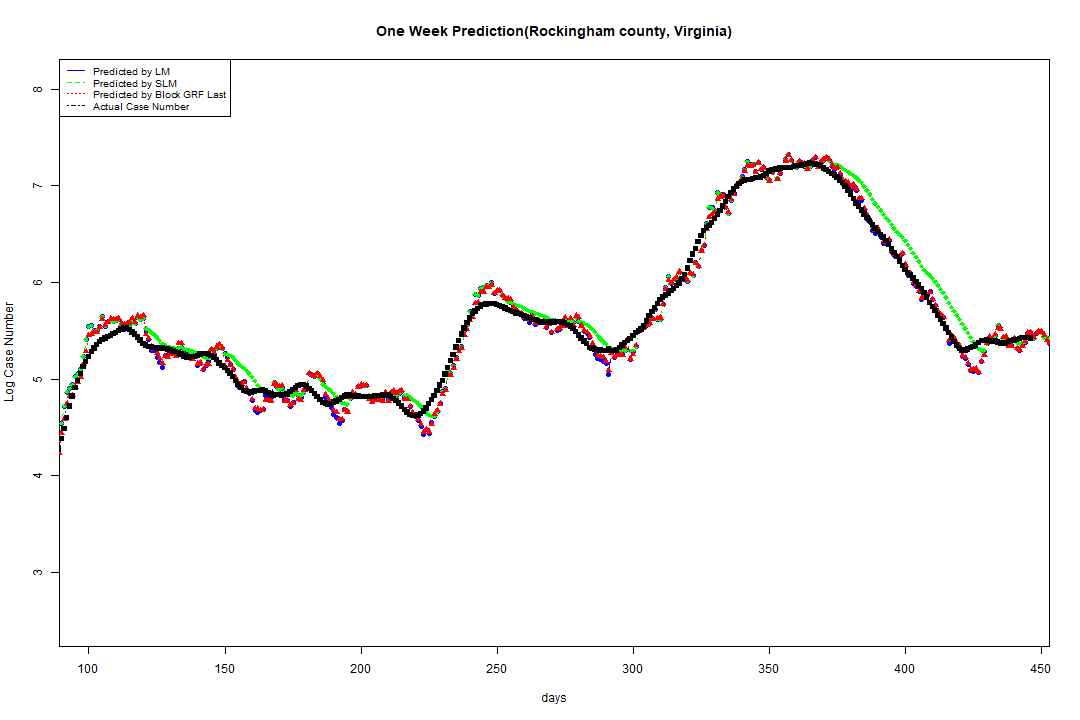 One Week Prediction(Rockingham county, Virginia)
Predicted by LM
Predicted by SLM
Predicted by Block GRF Last
Actual Case Number
8
7
6
5
4
3
Log Case Number
100 150 200 250 300 350 400 450
days